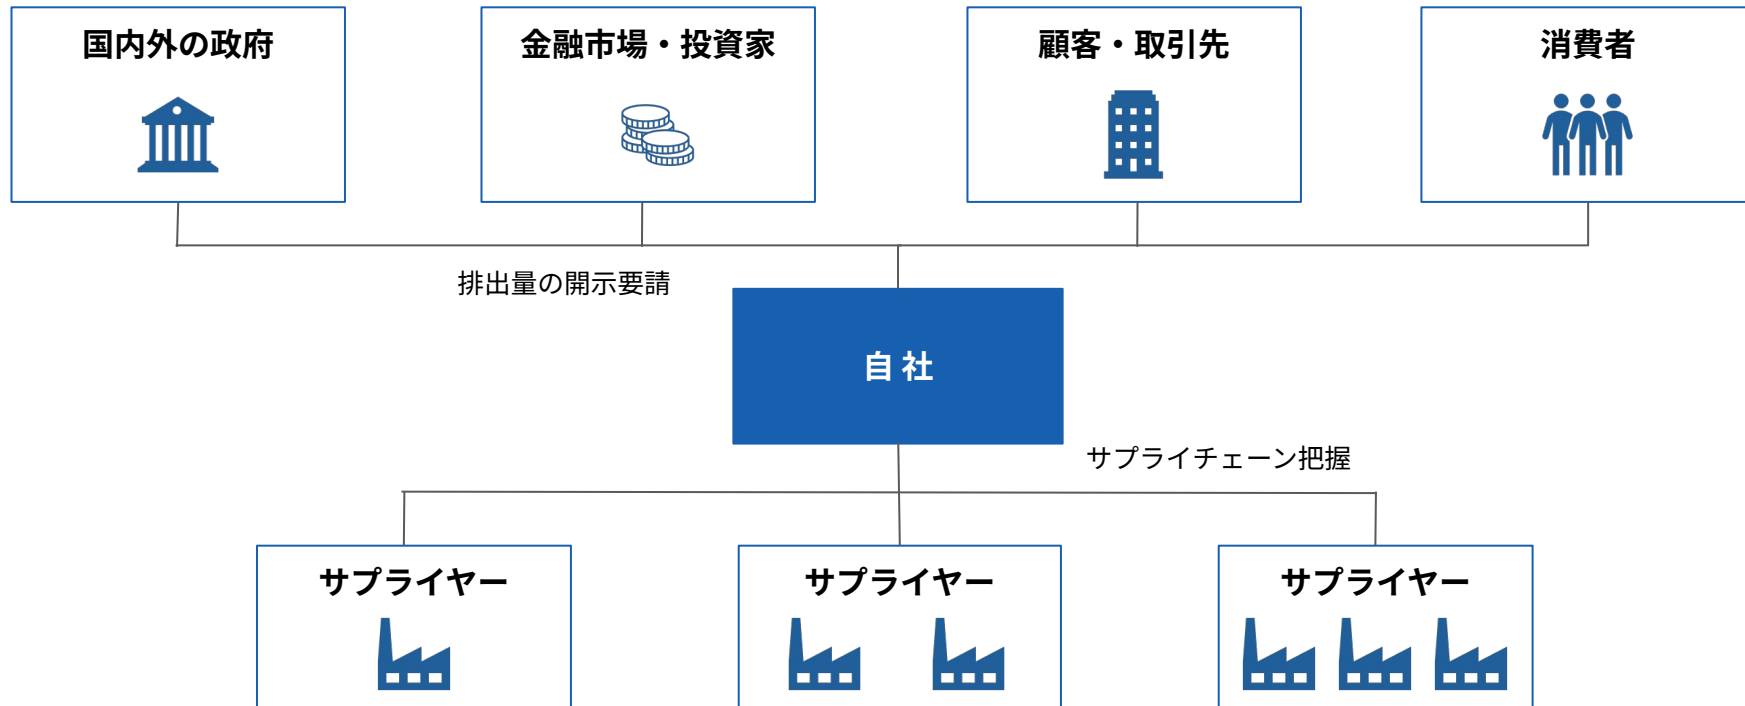 国内外の政府
金融市場・投資家
顧客・取引先
消費者
排出量の開示要請
自社
サプライチェーン把握
サプライヤー
サプライヤー
サプライヤー